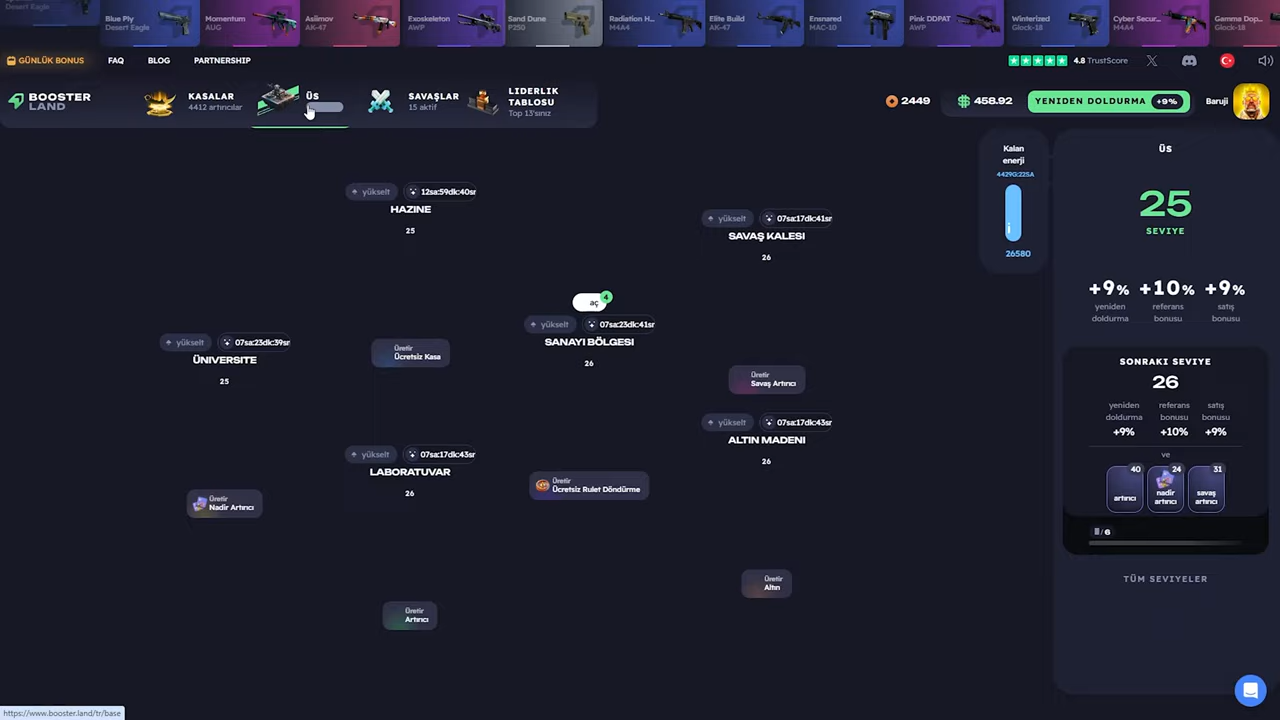 Blue Ply
Desert Eagle
Momentum
AUG
Asiimov
AK-47
Exoskeleton
AWP
Sand Dune
P250
Radiation H...
M4A4
Elite Build
AK-47
Ensnared
MAC-10
Pink DDPAT
AWP
Winterized
Glock-18
Cyber Secur...
M4A4
Gamma Dop...
Glock-18
GÜNLÜK BONUS
FAQ
BLOG
PARTNERSHIP
4.8 TrustScore
BOOSTER
LAND
KASALAR
4412 artırıcılar
ÜS
SAVAŞLAR
15 aktif
LIDERLIK
TABLOSU
Top 13'sınız
2449
458.92
YENIDEN DOLDURMA +9%
Baruji
yükselt 12sa:59dk:40sn
HAZINE
25
yükselt 07sa:17dk:41sn
SAVAŞ KALESI
26
aç 4
yükselt 07sa:23dk:41sn
SANAYI BÖLGESI
26
yükselt 07sa:23dk:39sn
ÜNIVERSITE
25
Üretir
Ücretsiz Kasa
Üretir
Savaş Artırıcı
yükselt 07sa:17dk:43sn
ALTIN MADENI
26
yükselt 07sa:17dk:43sn
LABORATUVAR
26
Üretir
Ücretsiz Rulet Döndürme
Üretir
Nadir Artırıcı
Üretir
Altın
Üretir
Artırıcı
Kalan
enerji
4429G:22SA
26580
ÜS
25
SEVIYE
+9% +10% +9%
yeniden
doldurma
referans
bonusu
satış
bonusu
SONRAKI SEVIYE
26
yeniden
doldurma
+9%
referans
bonusu
+10%
satış
bonusu
+9%
ve
40
artırıcı
24
nadir
artırıcı
31
savaş
artırıcı
/6
TÜM SEVIYELER
https://www.booster.land/tr/base